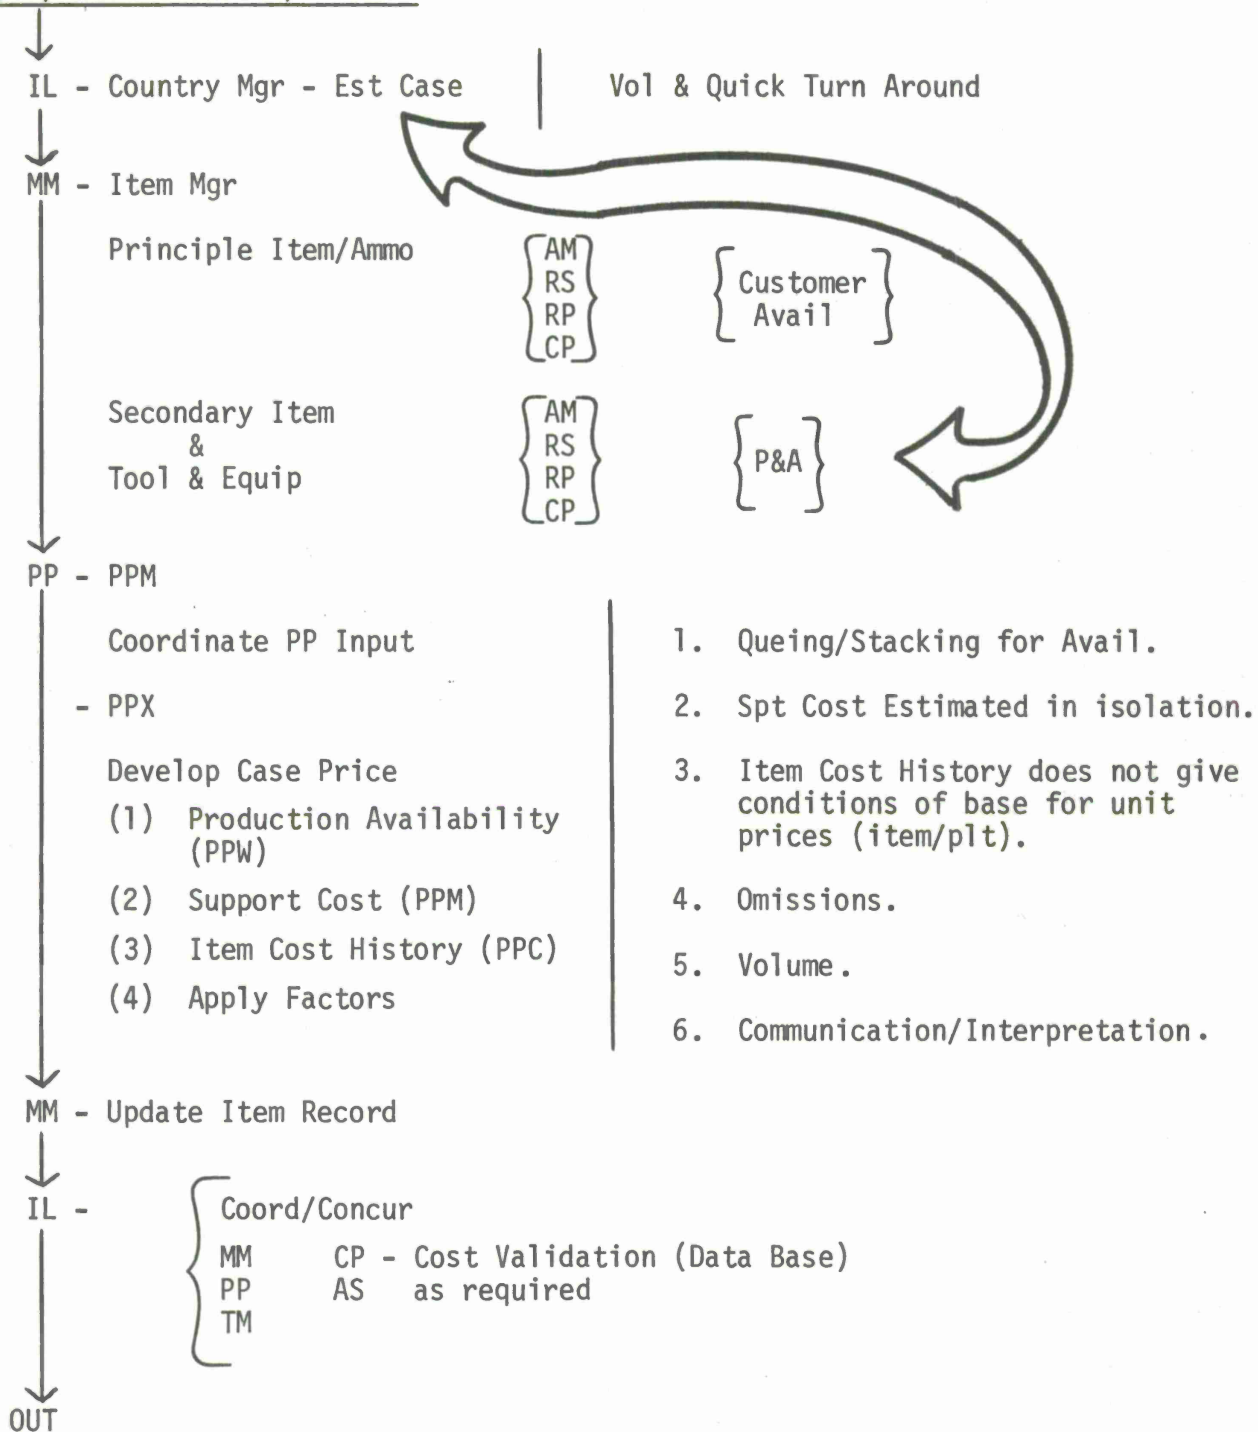 IL - Country Mgr - Est Case
Vol & Quick Turn Around
MM - Item Mgr
Principle Item/Ammo
AM
RS
RP
CP
Customer
Avail
Secondary Item
&
Tool & Equip
AM
RS
RP
CP
P&A
PP - PPM
Coordinate PP Input
- PPX
Develop Case Price
(1) Production Availability
(PPW)
(2) Support Cost (PPM)
(3) Item Cost History (PPC)
(4) Apply Factors
1. Queing/Stacking for Avail.
2. Spt Cost Estimated in isolation.
3. Item Cost History does not give
conditions of base for unit
prices (item/plt).
4. Omissions.
5. Volume.
6. Communication/Interpretation.
MM - Update Item Record
IL -
Coord/Concur
MM CP - Cost Validation (Data Base)
PP AS as required
TM
OUT